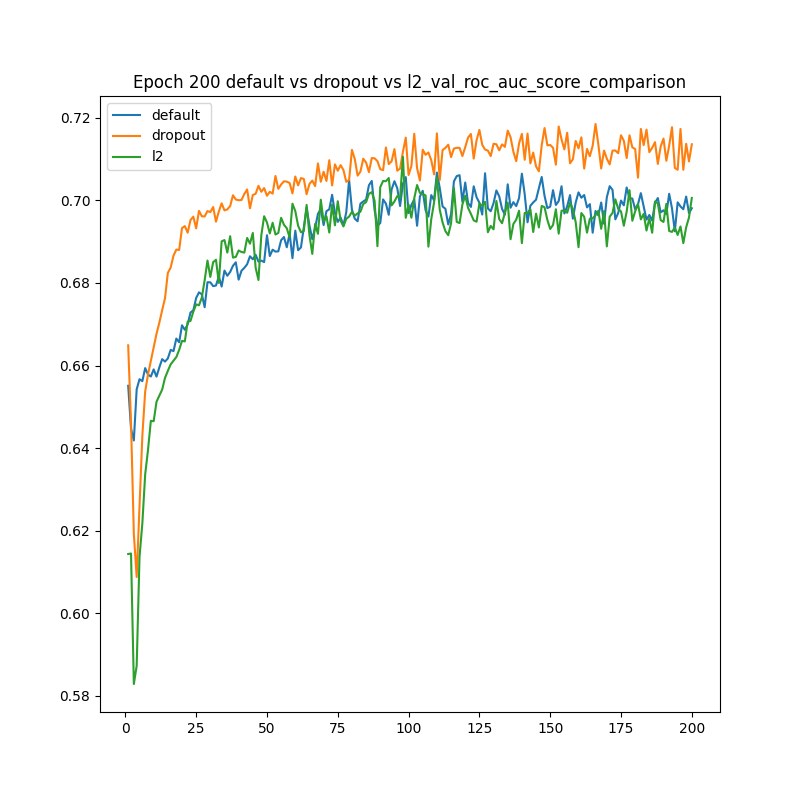 Epoch 200 default vs dropout vs l2_val_roc_auc_score_comparison
default
dropout
l2
0.72
0.70
0.68
0.66
0.64
0.62
0.60
0.58
0 25 50 75 100 125 150 175 200